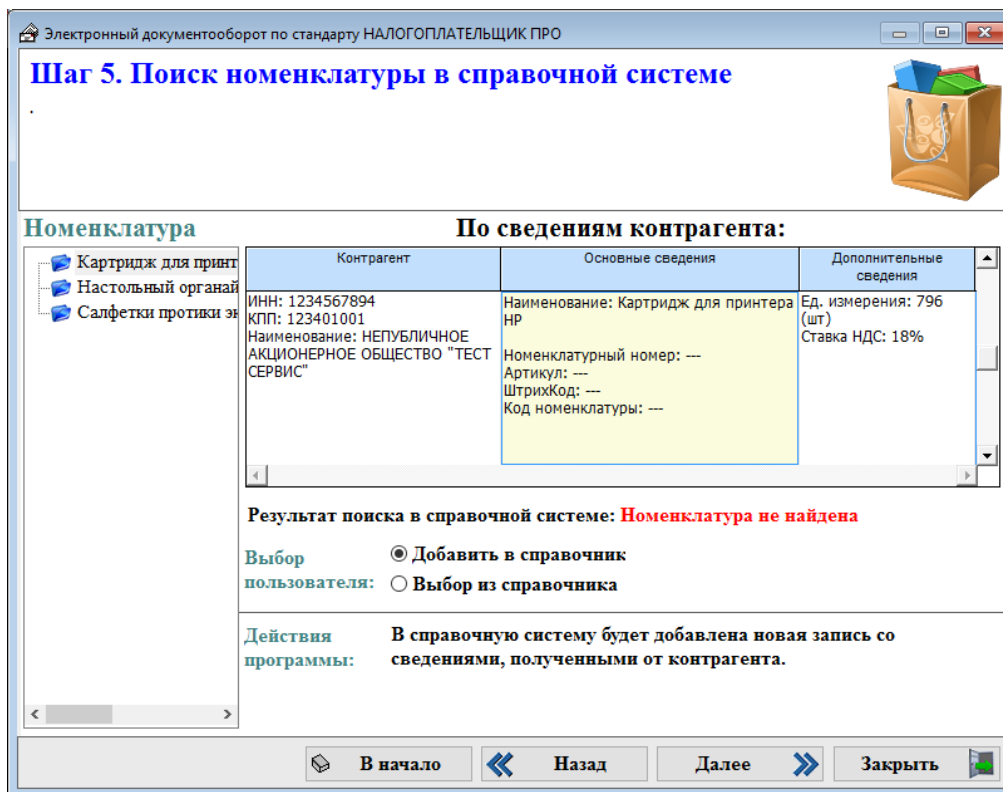 Электронный документооборот по стандарту НАЛОГОПЛАТЕЛЬЩИК ПРО
Шаг 5. Поиск номенклатуры в справочной системе
.
Номенклатура
По сведениям контрагента:
Картридж для принт
Настольный органай
Салфетки протики эк
Контрагент
Основные сведения
Дополнительные
сведения
ИНН: 1234567894
КПП: 123401001
Наименование: НЕПУБЛИЧНОЕ
АКЦИОНЕРНОЕ ОБЩЕСТВО "ТЕСТ
СЕРВИС"
Наименование: Картридж для принтера
HP
Номенклатурный номер: ---
Артикул: ---
ШтрихКод: ---
Код номенклатуры: ---
Ед. измерения: 796
(шт)
Ставка НДС: 18%
Результат поиска в справочной системе: Номенклатура не найдена
Выбор
пользователя:
Добавить в справочник
Выбор из справочника
Действия
программы:
В справочную систему будет добавлена новая запись со
сведениями, полученными от контрагента.
В начало
Назад
Далее
Закрыть